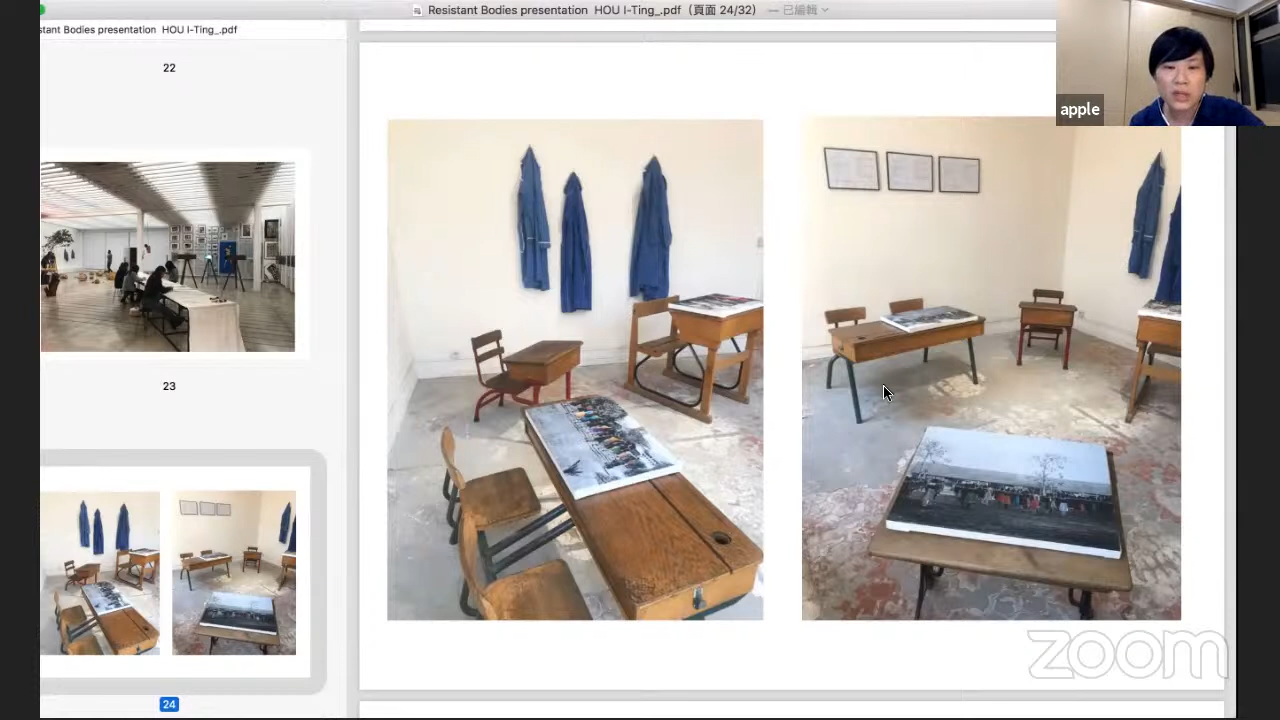 Resistant Bodies presentation HOU I-Ting_.pdf (頁面 24/32) — 已編輯
stant Bodies presentation HOU I-Ting_.pdf
22
apple
23
24
zoom